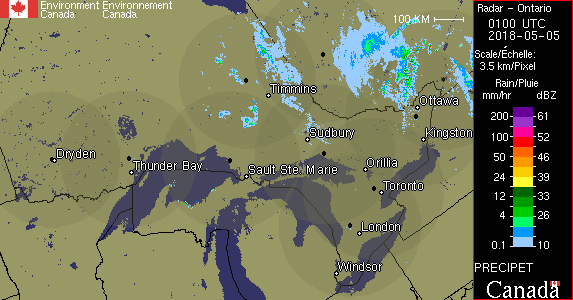 Environment Environnement
Canada Canada
100 KM
Timmins
Ottawa
Sudbury
Kingston
Dryden
Thunder Bay
Sault Ste. Marie
Orillia
Toronto
London
Windsor
Radar - Ontario
0100 UTC
2018-05-05
Scale/Échelle:
3.5 km/Pixel
Rain/Pluie
mm/hr dBZ
200 61
100 52
50 46
24 39
12 33
4 26
0.1 10
PRECIPET
Canada